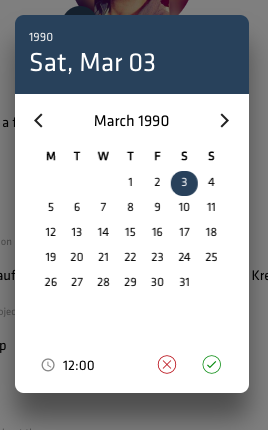 1990
Sat, Mar 03
March 1990
M T W T F S S
1 2 3 4
5 6 7 8 9 10 11
12 13 14 15 16 17 18
19 20 21 22 23 24 25
26 27 28 29 30 31
12:00